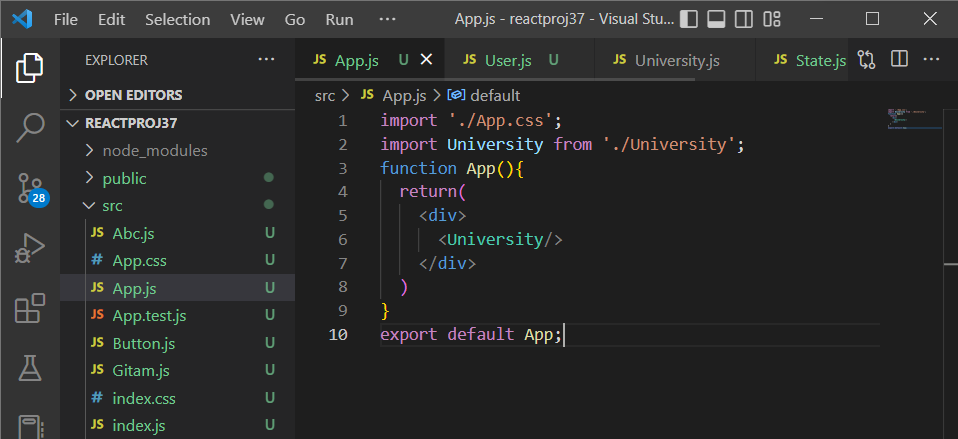 File Edit Selection View Go Run ··· App.js - reactproj37 - Visual Stu...
EXPLORER ···
OPEN EDITORS
REACTPROJ37
node_modules
public
src
JS Abc.js U
# App.css U
JS App.js U
JS App.test.js U
JS Button.js U
JS Gitam.js U
# index.css U
JS index.js U
28
JS App.js U JS User.js U JS University.js JS State.js ···
src > JS App.js > default
1 import './App.css';
2 import University from './University';
3 function App(){
4 return(
5 <div>
6 <University/>
7 </div>
8 )
9 }
10 export default App;